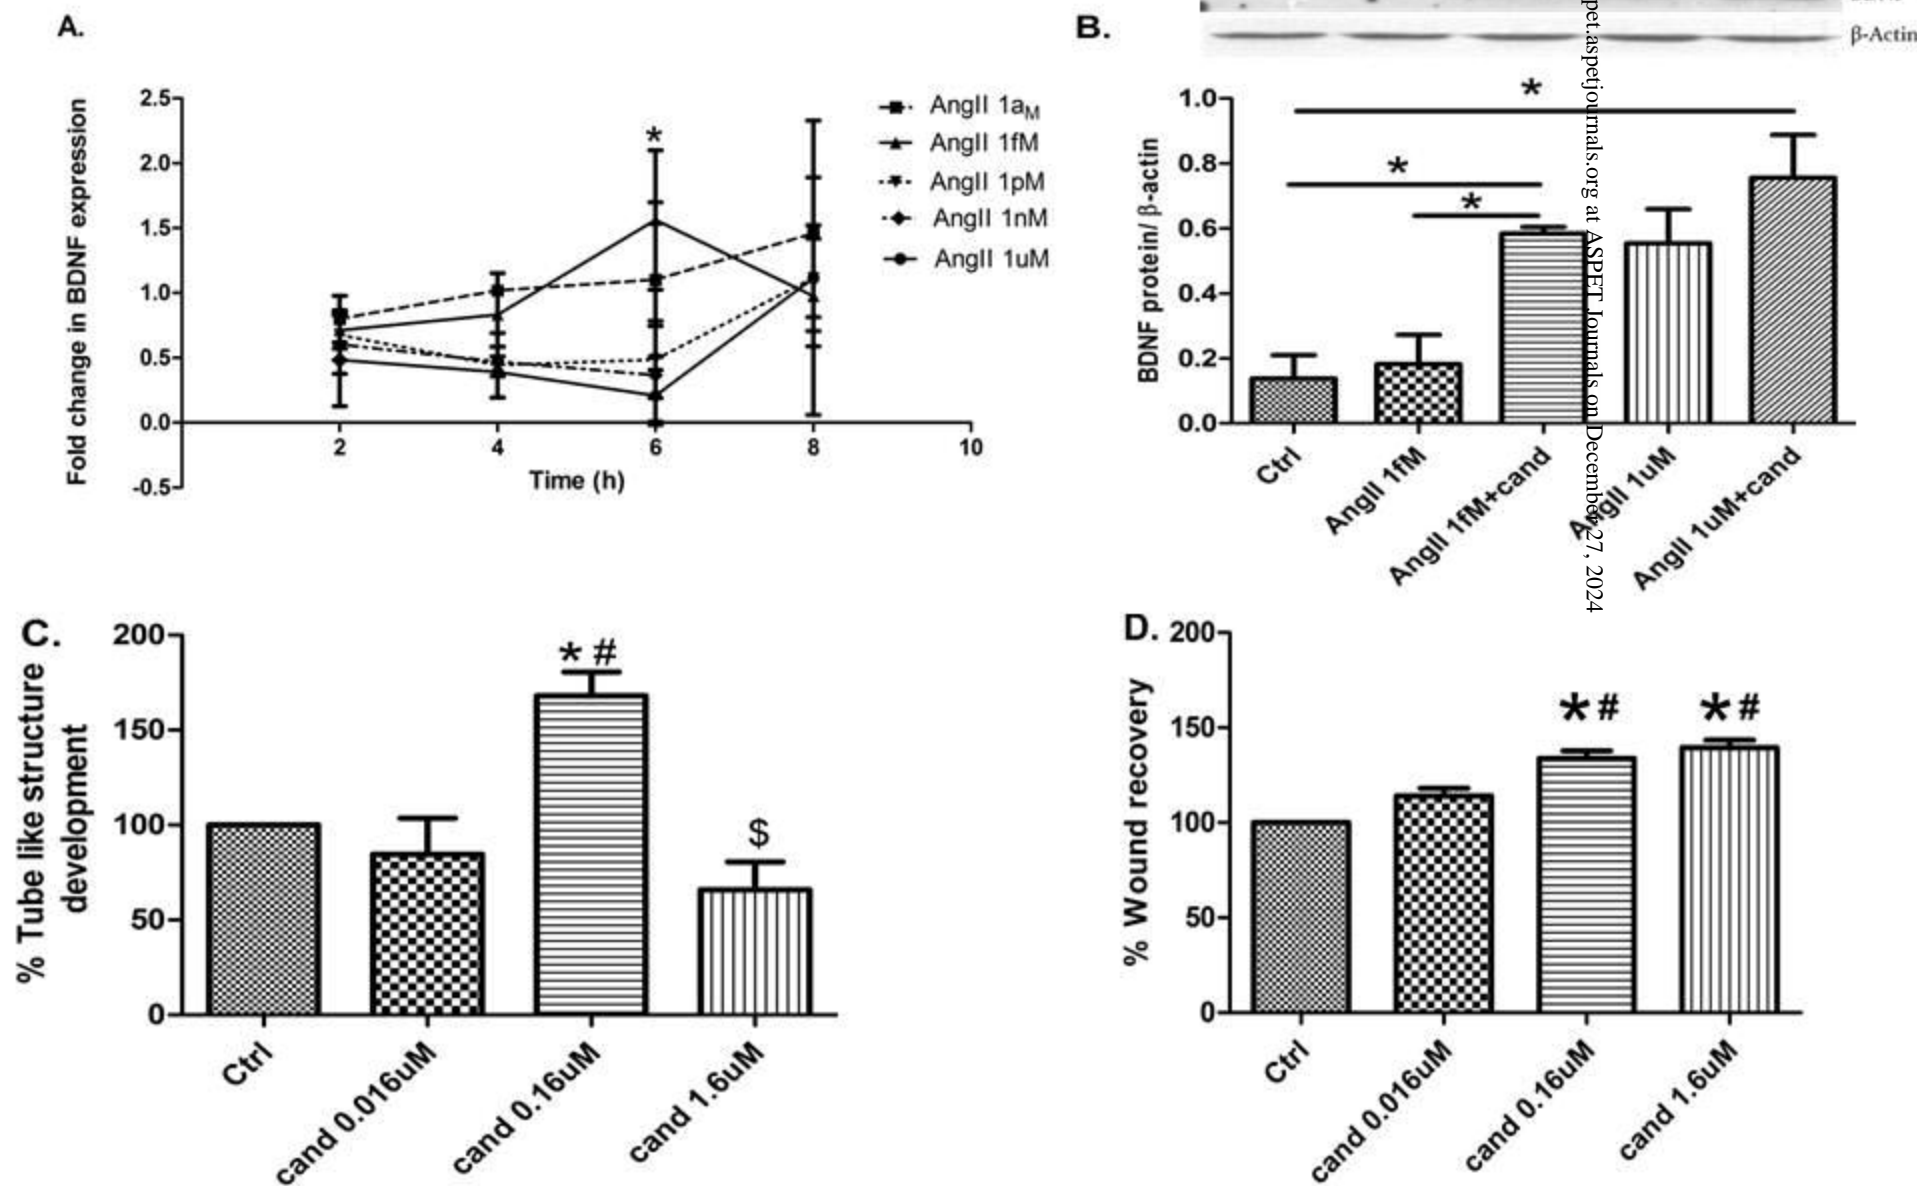 A.
2.5
2.0
1.5
1.0
0.5
0.0
-0.5
Fold change in BDNF expression
*
2
4
6
8
10
Time (h)
AngII 1aM
AngII 1fM
AngII 1pM
AngII 1nM
AngII 1uM
B.
β-Actin
1.0
0.8
0.6
0.4
0.2
0.0
BDNF protein/ β-actin
*
*
*
Ctrl
AngII 1fM
AngII 1fM+cand
AngII 1uM
AngII 1uM+cand
pet.aspetjournals.org at ASPET Journals on December 27, 2024
C.
200
150
100
50
0
% Tube like structure
development
* #
$
Ctrl
cand 0.016uM
cand 0.16uM
cand 1.6uM
D.
200
150
100
50
0
% Wound recovery
* #
* #
Ctrl
cand 0.016uM
cand 0.16uM
cand 1.6uM